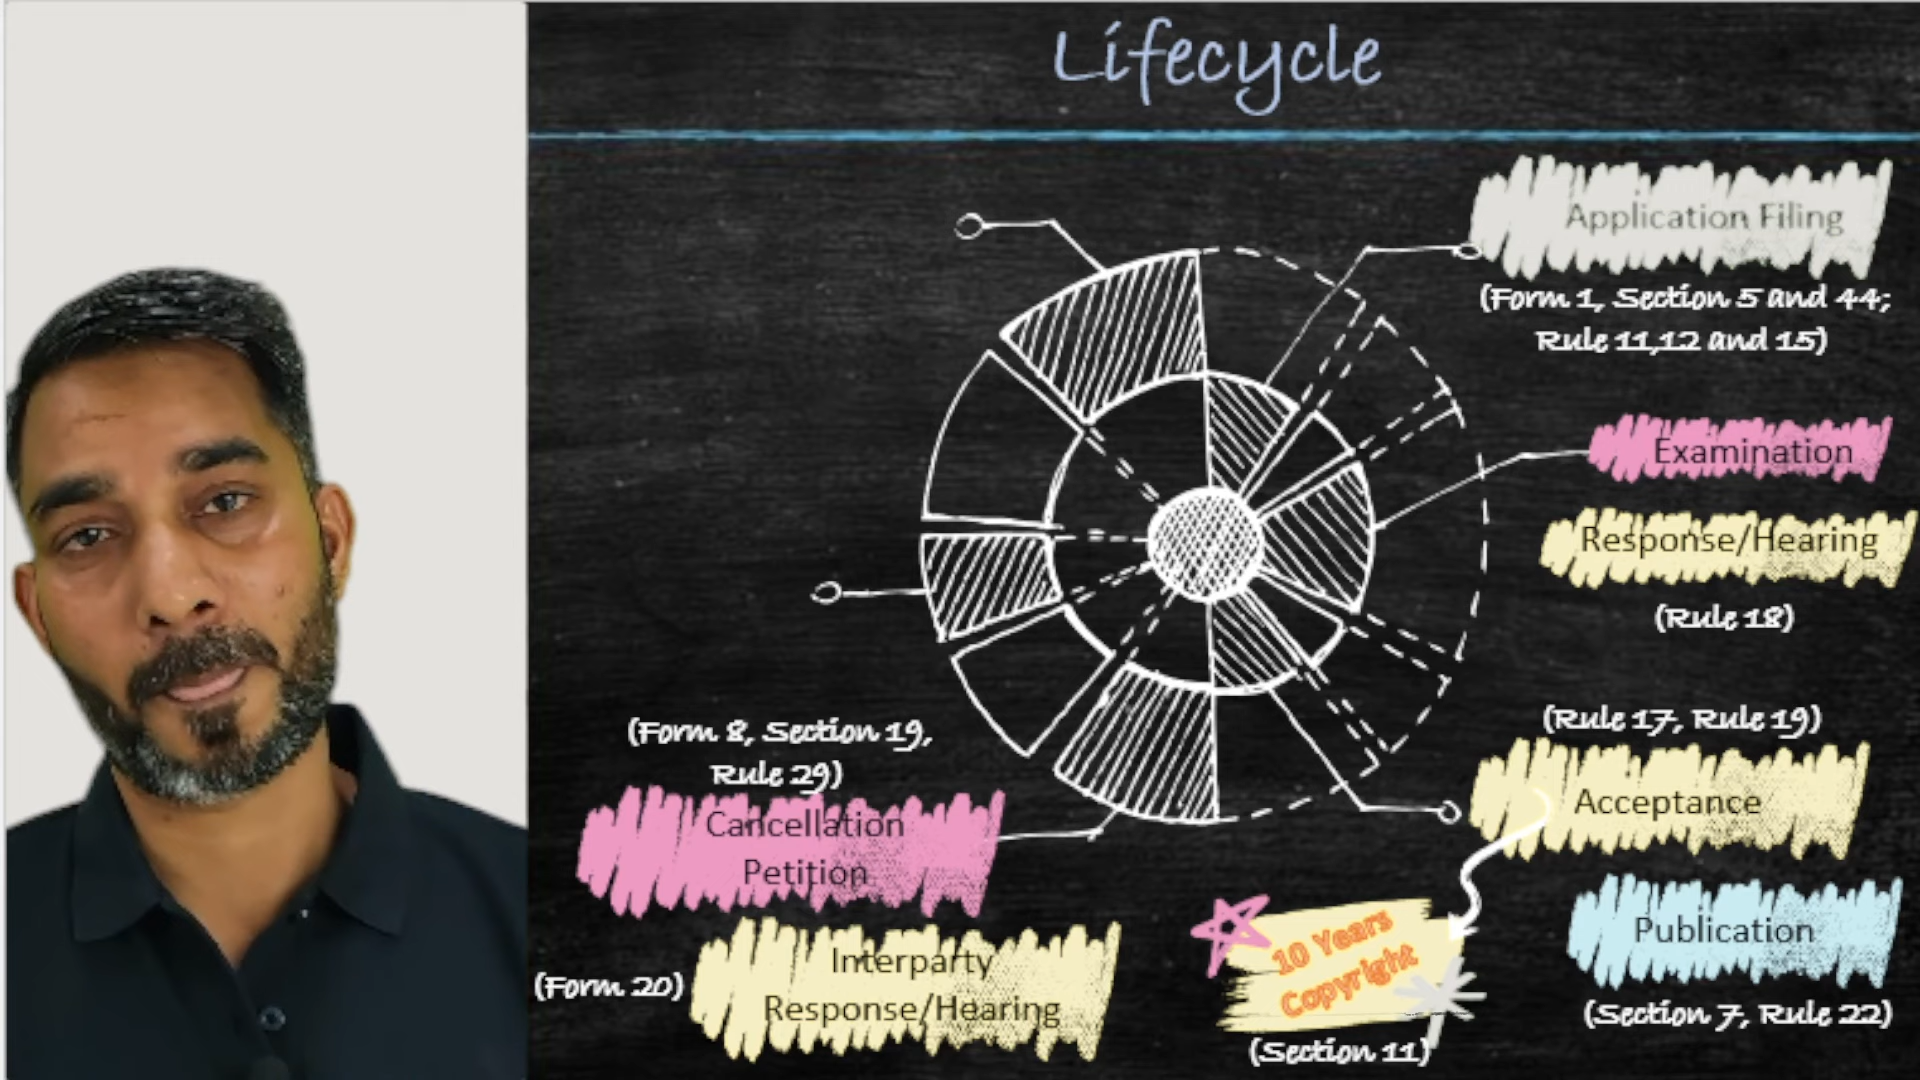 Lifecycle
Application Filing
(Form 1, Section 5 and 44;
Rule 11,12 and 15)
Examination
Response/Hearing
(Rule 18)
(Rule 17, Rule 19)
Acceptance
Publication
(Section 7, Rule 22)
10 Years
Copyright
(Section 11)
(Form 8, Section 19,
Rule 29)
Cancellation
Petition
Interparty
Response/Hearing
(Form 20)